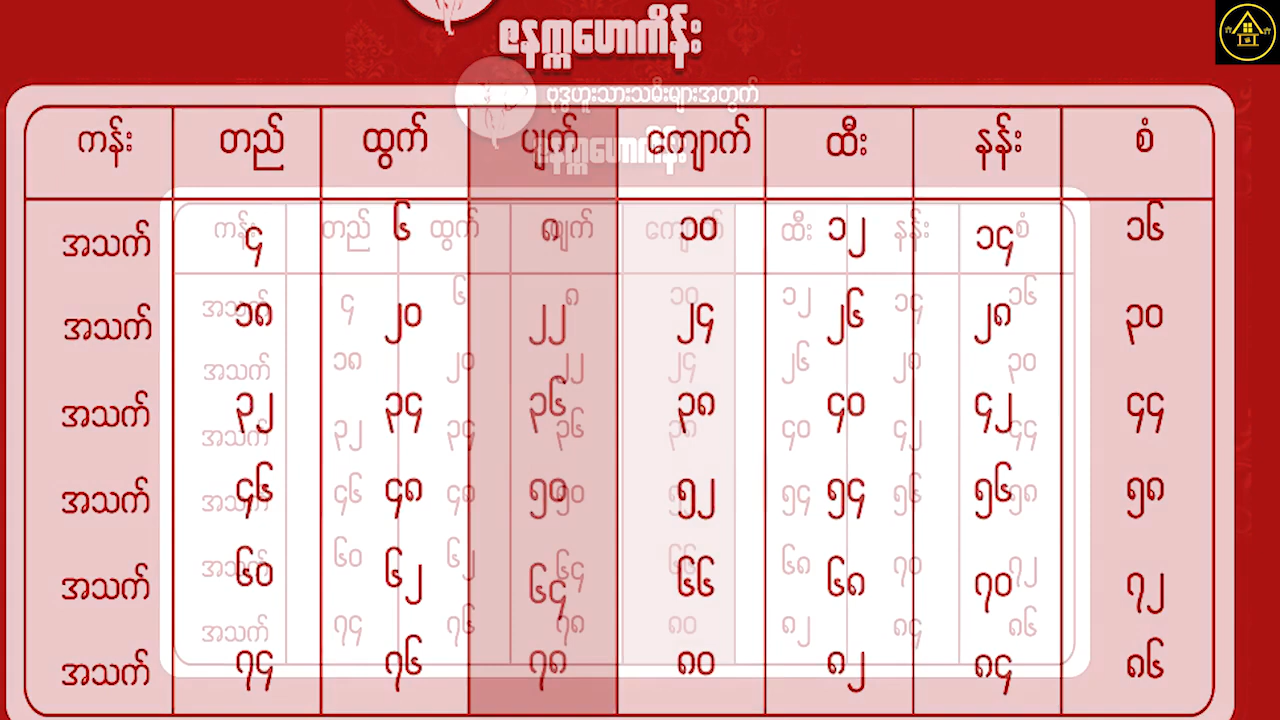 ဇနက္ကဟောကိန်း
ဗုဒ္ဓဟူးသားသမီးများအတွက်
ကန်း တည် ထွက် ပျက် ကျောက် ထီး နန်း စံ
အသက် ၄ ၆ ၈ ၁၀ ၁၂ ၁၄ ၁၆
အသက် ၁၈ ၂၀ ၂၂ ၂၄ ၂၆ ၂၈ ၃၀
အသက် ၃၂ ၃၄ ၃၆ ၃၈ ၄၀ ၄၂ ၄၄
အသက် ၄၆ ၄၈ ၅၀ ၅၂ ၅၄ ၅၆ ၅၈
အသက် ၆၀ ၆၂ ၆၄ ၆၆ ၆၈ ၇၀ ၇၂
အသက် ၇၄ ၇၆ ၇၈ ၈၀ ၈၂ ၈၄ ၈၆